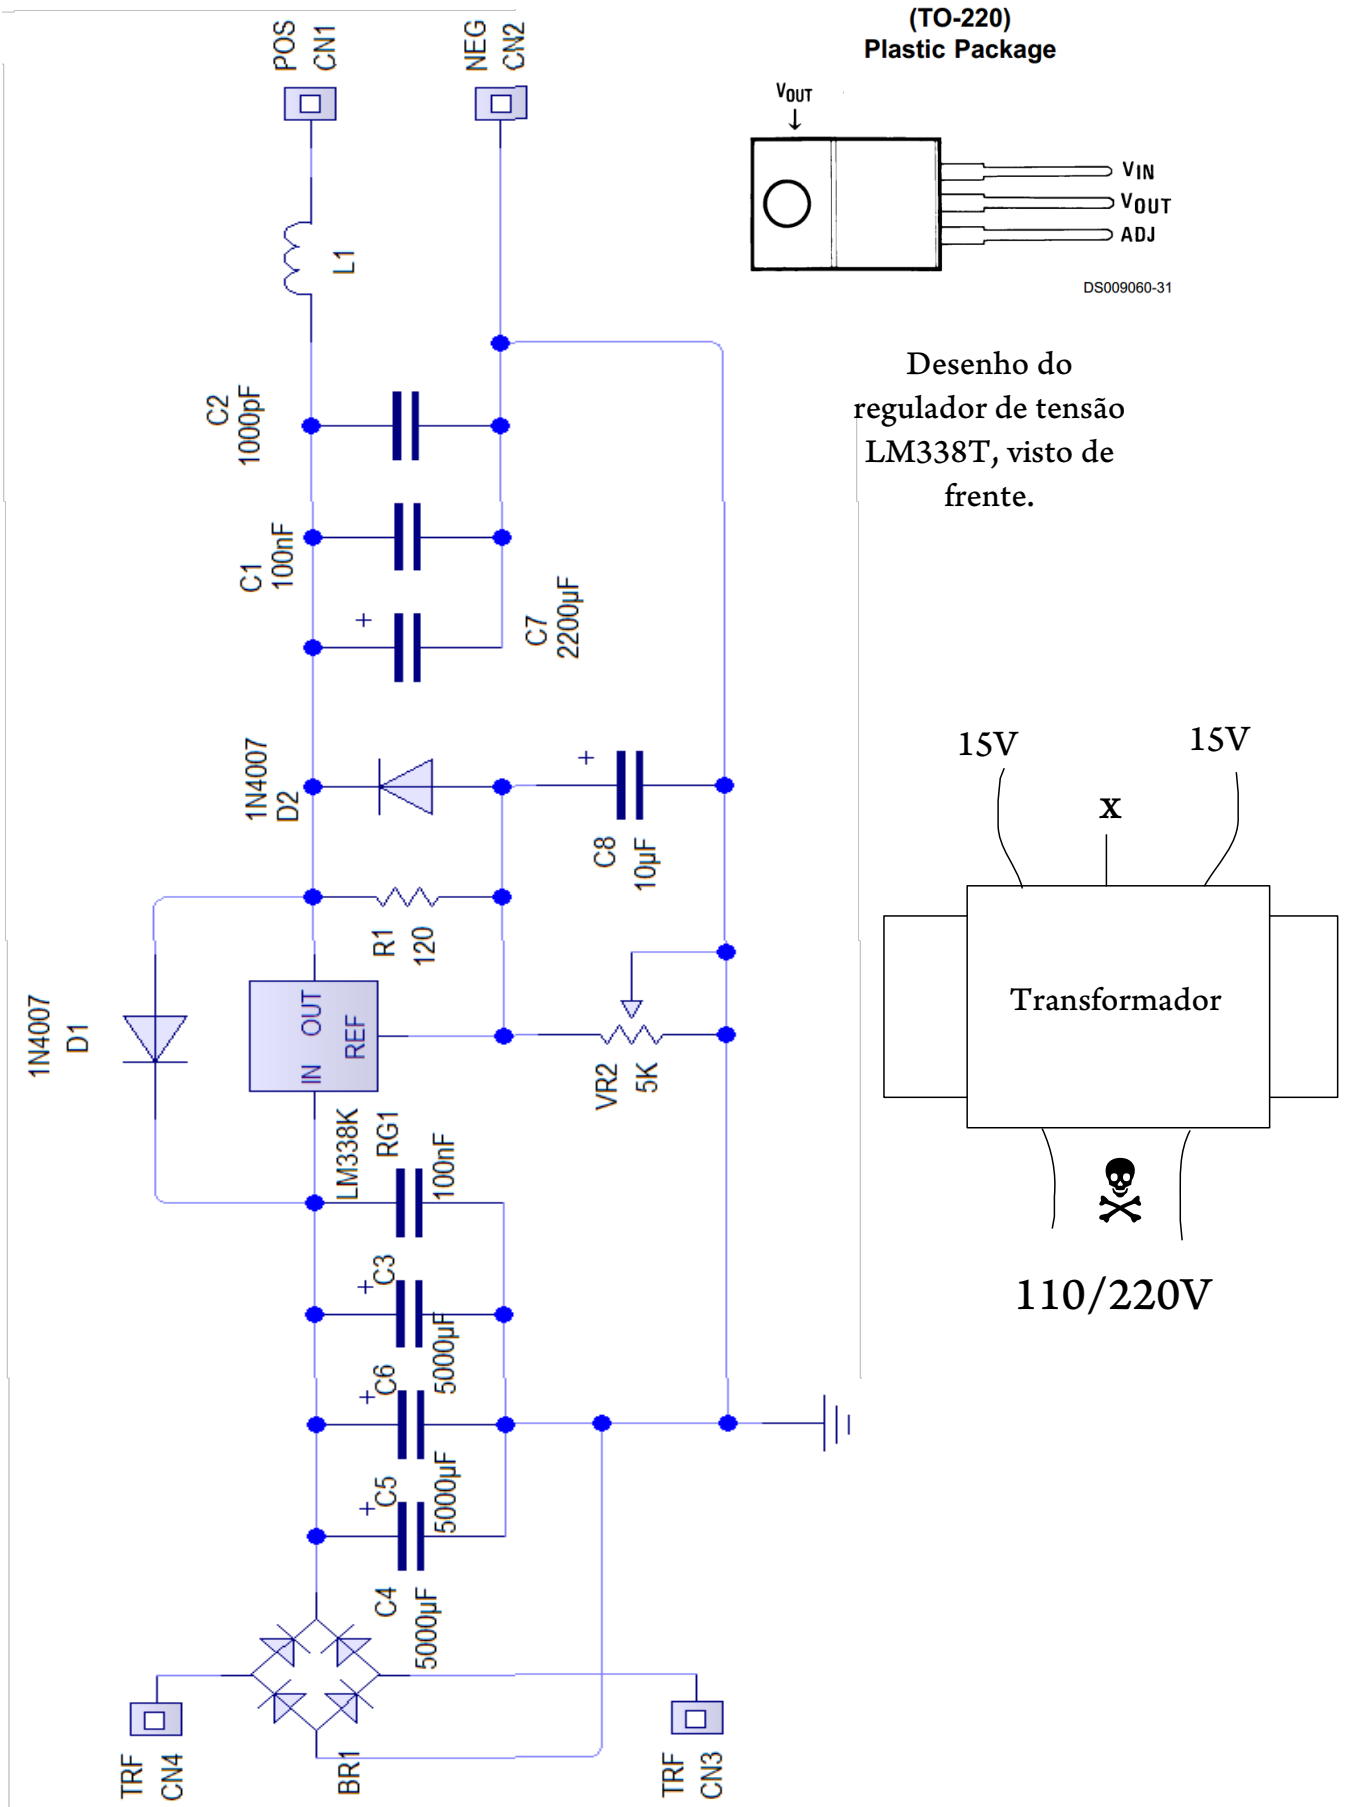 POS
CN1
NEG
CN2
L1
C2
1000pF
C1
100nF
+
C7
2200µF
1N4007
D2
+
C8
10µF
R1
120
1N4007
D1
IN OUT
REF
VR2
5K
LM338K
RG1
100nF
+
C3
5000µF
+
C6
5000µF
+
C5
C4
5000µF
BR1
TRF
CN4
TRF
CN3
(TO-220)
Plastic Package
VOUT
VIN
VOUT
ADJ
DS009060-31
Desenho do
regulador de tensão
LM338T, visto de
frente.
15V
15V
x
Transformador
110/220V